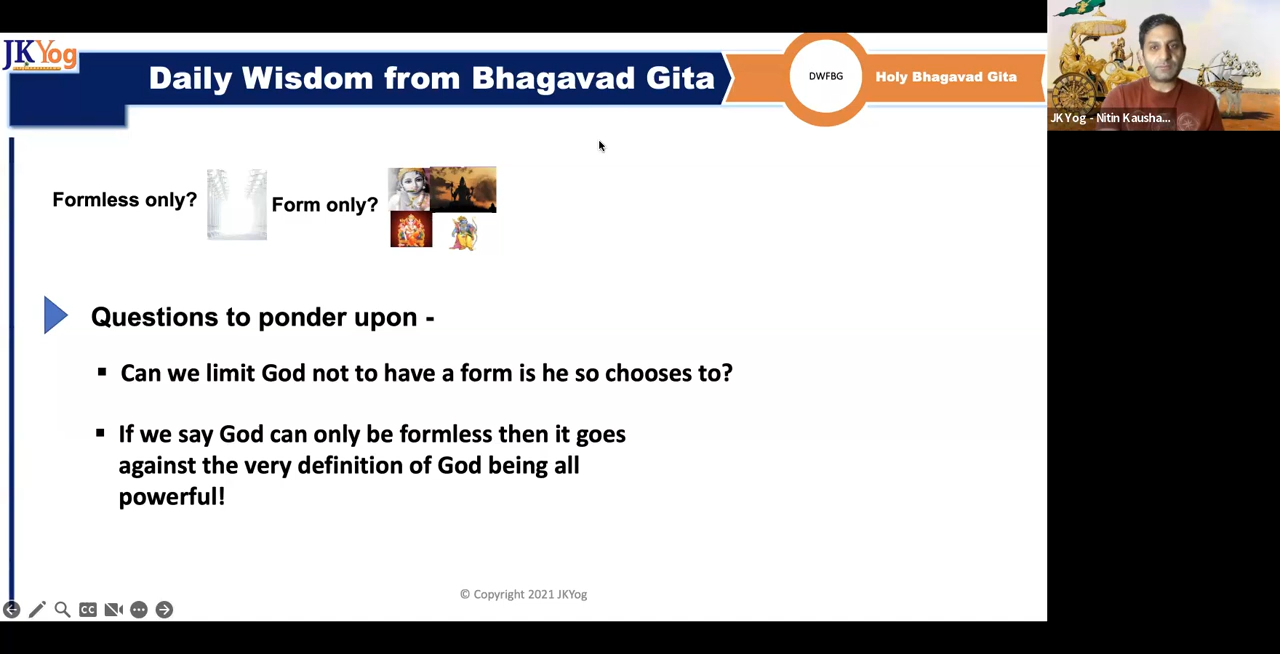 JKYog
Daily Wisdom from Bhagavad Gita
DWFBG
Holy Bhagavad Gita
JKYog - Nitin Kausha...
Formless only?
Form only?
Questions to ponder upon -
▪ Can we limit God not to have a form is he so chooses to?
▪ If we say God can only be formless then it goes
against the very definition of God being all
powerful!
© Copyright 2021 JKYog
CC